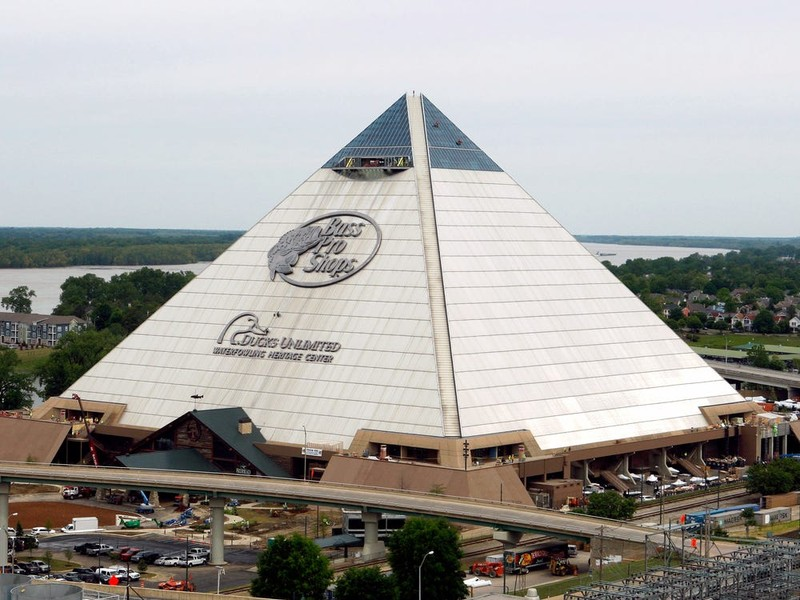 Bass
Pro
Shops
DUCKS UNLIMITED
WATERFOWLING HERITAGE CENTER